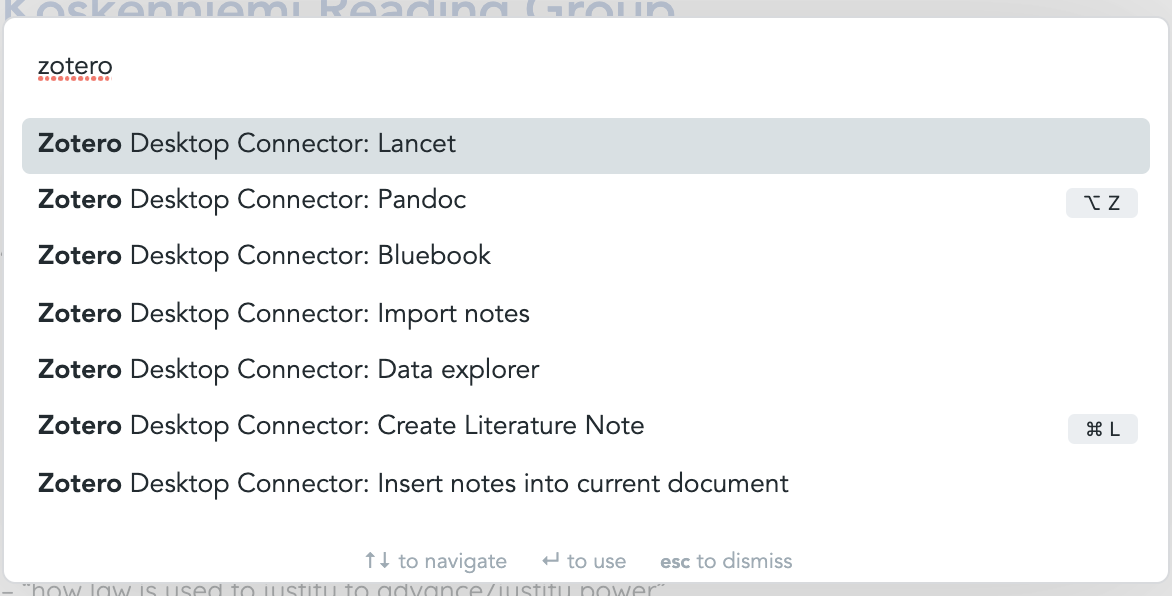 Koskenniemi Reading Group
zotero
Zotero Desktop Connector: Lancet
Zotero Desktop Connector: Pandoc ⌥ Z
Zotero Desktop Connector: Bluebook
Zotero Desktop Connector: Import notes
Zotero Desktop Connector: Data explorer
Zotero Desktop Connector: Create Literature Note ⌘ L
Zotero Desktop Connector: Insert notes into current document
↑↓ to navigate ↵ to use esc to dismiss
– "how law is used to justify to advance/justify power"